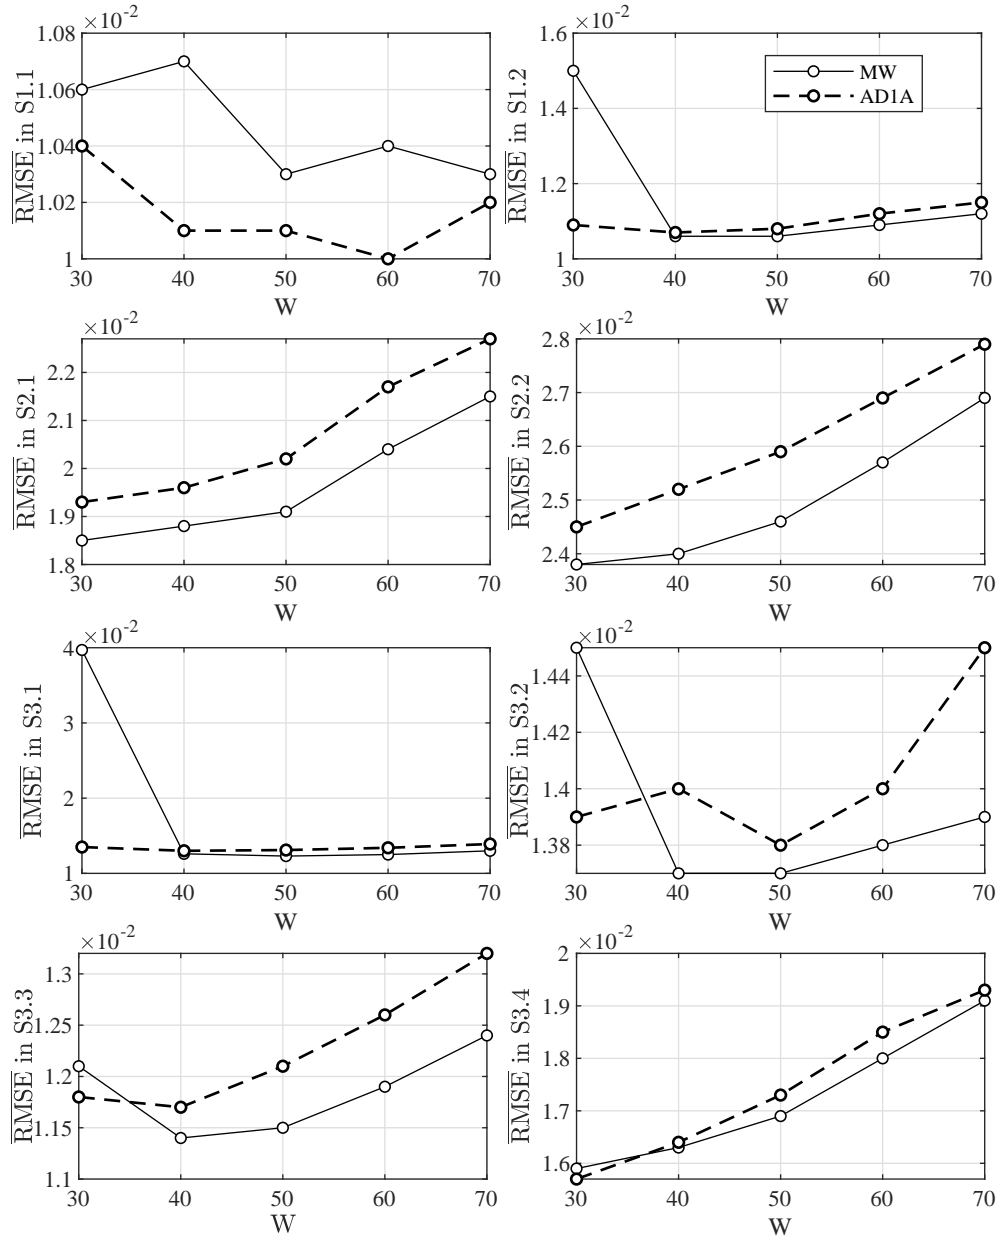 ×10-2
1.08
1.06
1.04
1.02
1
30 40 50 60 70
W
RMSE in S1.1
×10-2
1.6
1.4
1.2
1
30 40 50 60 70
W
RMSE in S1.2
MW
AD1A
×10-2
2.2
2.1
2
1.9
1.8
30 40 50 60 70
W
RMSE in S2.1
×10-2
2.8
2.7
2.6
2.5
2.4
30 40 50 60 70
W
RMSE in S2.2
×10-2
4
3
2
1
30 40 50 60 70
W
RMSE in S3.1
×10-2
1.44
1.42
1.4
1.38
30 40 50 60 70
W
RMSE in S3.2
×10-2
1.3
1.25
1.2
1.15
1.1
30 40 50 60 70
W
RMSE in S3.3
×10-2
2
1.9
1.8
1.7
1.6
30 40 50 60 70
W
RMSE in S3.4